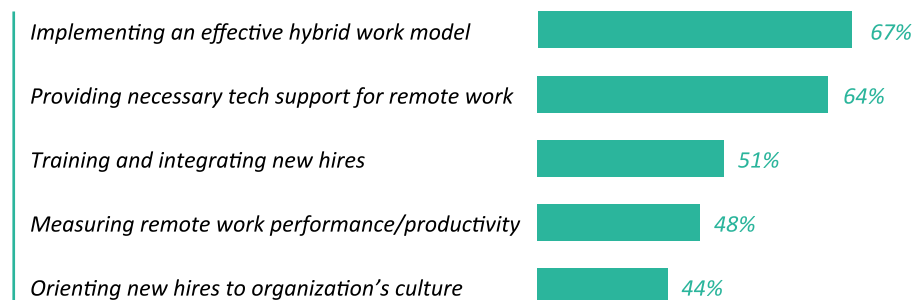 Implementing an effective hybrid work model 67%
Providing necessary tech support for remote work 64%
Training and integrating new hires 51%
Measuring remote work performance/productivity 48%
Orienting new hires to organization’s culture 44%